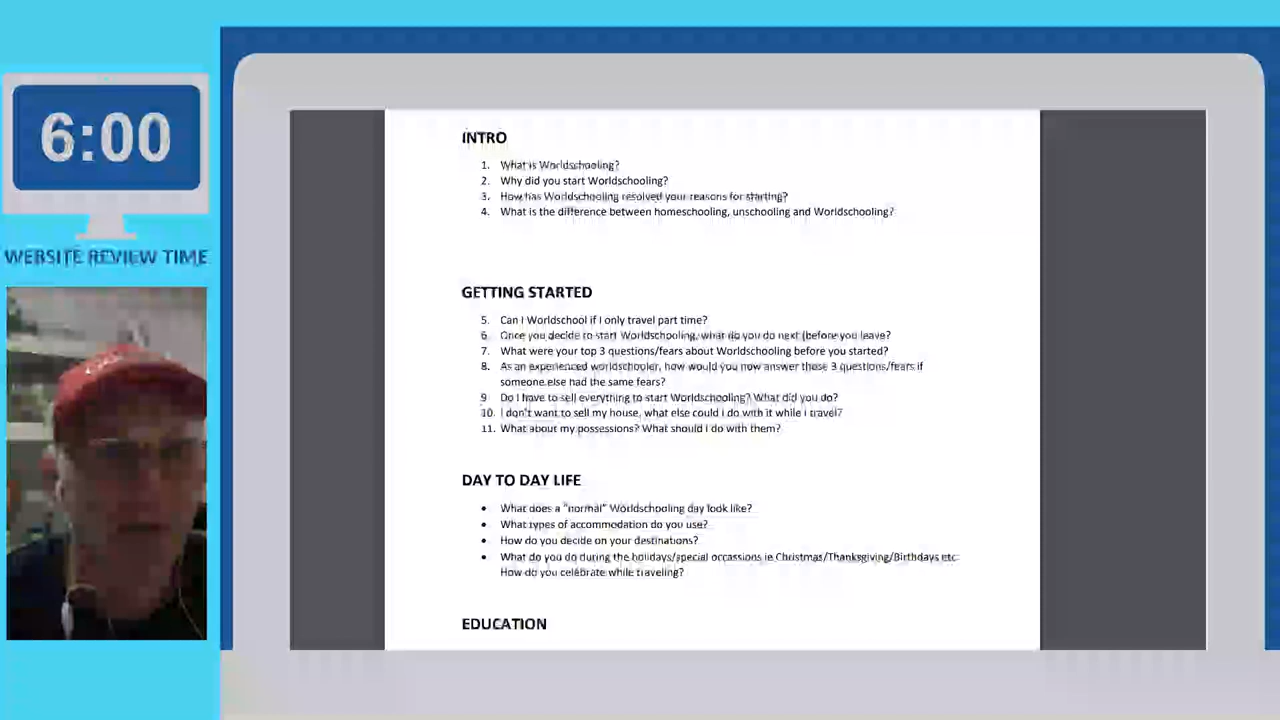 6:00
WEBSITE REVIEW TIME
INTRO
1. What is Worldschooling?
2. Why did you start Worldschooling?
3. How has Worldschooling resolved your reasons for starting?
4. What is the difference between homeschooling, unschooling and Worldschooling?
GETTING STARTED
5. Can I Worldschool if I only travel part time?
6. Once you decide to start Worldschooling, what do you do next (before you leave?
7. What were your top 3 questions/fears about Worldschooling before you started?
8. As an experienced worldschooler, how would you now answer those 3 questions/fears if
someone else had the same fears?
9 Do I have to sell everything to start Worldschooling? What did you do?
10. I don't want to sell my house, what else could I do with it while I travel?
11. What about my possessions? What should I do with them?
DAY TO DAY LIFE
• What does a "normal" Worldschooling day look like?
• What types of accommodation do you use?
• How do you decide on your destinations?
• What do you do during the holidays/special occassions ie Christmas/Thanksgiving/Birthdays etc
How do you celebrate while traveling?
EDUCATION